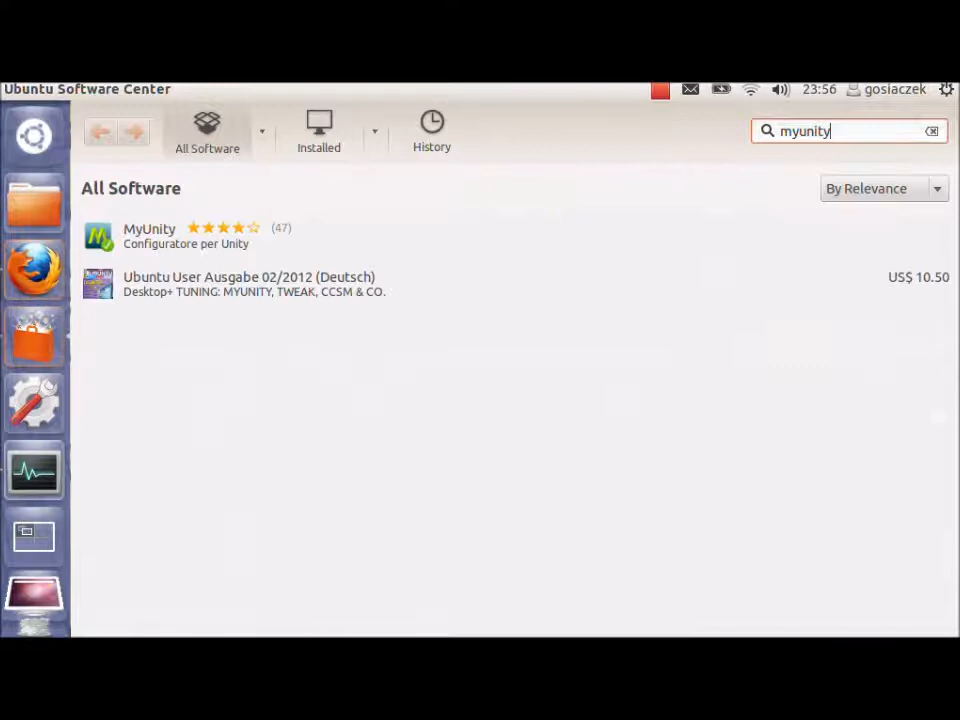 Ubuntu Software Center
23:56 gosiaczek
All Software
Installed
History
myunity
All Software
By Relevance
MyUnity (47)
Configuratore per Unity
Ubuntu User Ausgabe 02/2012 (Deutsch) US$ 10.50
Desktop+ TUNING: MYUNITY, TWEAK, CCSM & CO.